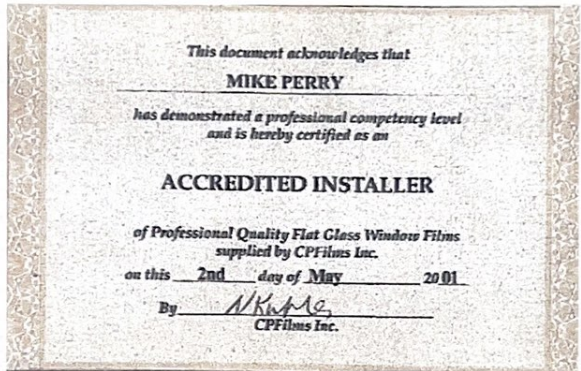 This document acknowledges that
MIKE PERRY
has demonstrated a professional competency level
and is hereby certified as an
ACCREDITED INSTALLER
of Professional Quality Flat Glass Window Films
supplied by CPFilms Inc.
on this 2nd day of May 2001
By
CPFilms Inc.